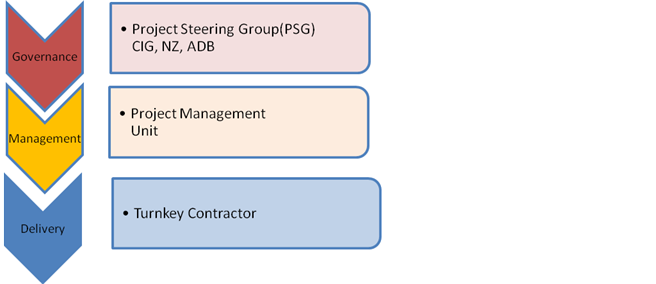 Governance
• Project Steering Group(PSG)
CIG, NZ, ADB
Management
• Project Management
Unit
Delivery
• Turnkey Contractor